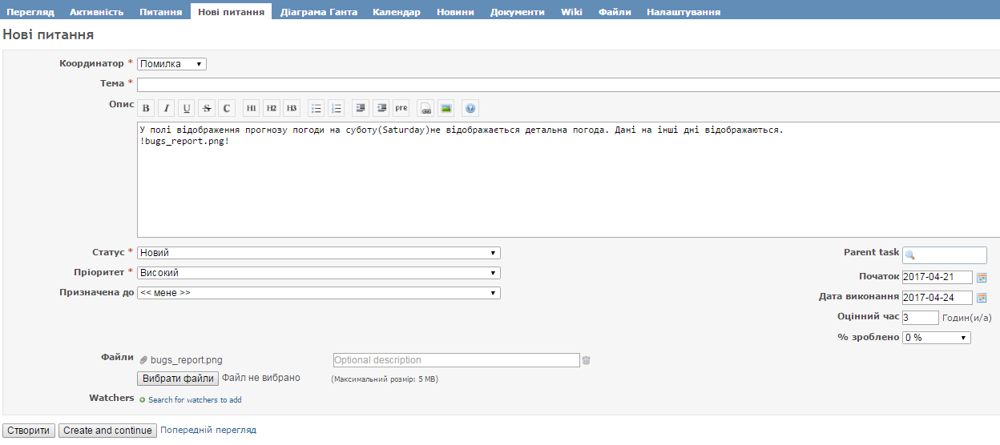 Перегляд Активність Питання Нові питання Діаграма Ганта Календар Новини Документи Wiki Файли Налаштування
Нові питання
Координатор * Помилка
Тема *
Опис B I U S C H1 H2 H3 pre
У полі відображення прогнозу погоди на суботу(Saturday)не відображається детальна погода. Дані на інші дні відображаються.
!bugs_report.png!
Статус * Новий Parent task
Пріоритет * Високий Початок 2017-04-21
Призначена до << мене >> Дата виконання 2017-04-24
Оцінний час 3 Годин(и/а)
% зроблено 0 %
Файли bugs_report.png Optional description
Вибрати файли Файл не вибрано (Максимальний розмір: 5 MB)
Watchers Search for watchers to add
Створити Create and continue Попередній перегляд